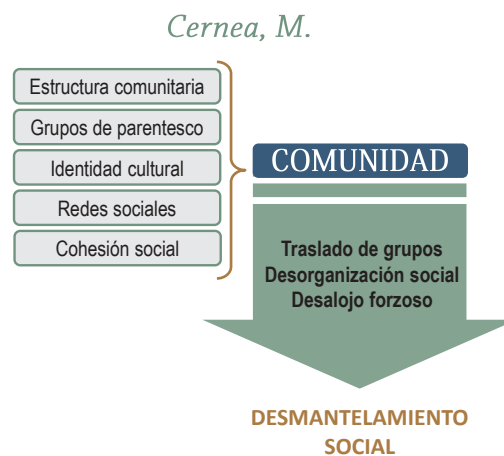 Cernea, M.
Estructura comunitaria
Grupos de parentesco
Identidad cultural
Redes sociales
Cohesión social
COMUNIDAD
Traslado de grupos
Desorganización social
Desalojo forzoso
DESMANTELAMIENTO
SOCIAL